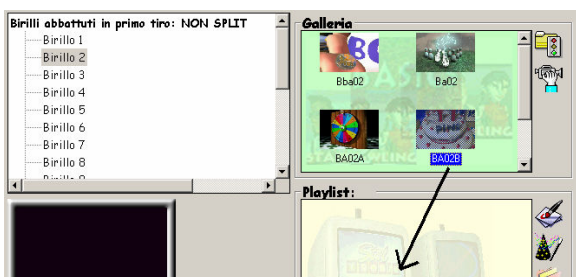 Birilli abbattuti in primo tiro: NON SPLIT
Birillo 1
Birillo 2
Birillo 3
Birillo 4
Birillo 5
Birillo 6
Birillo 7
Birillo 8
Galleria
Bba02
Ba02
BA02A
BA02B
Playlist: